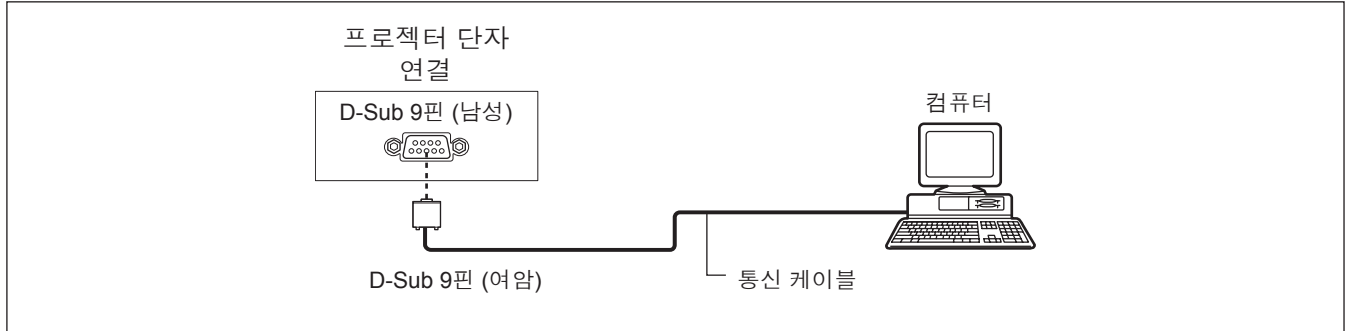 프로젝터 단자
연결
D-Sub 9핀 (남성)
컴퓨터
D-Sub 9핀 (여암)
통신 케이블